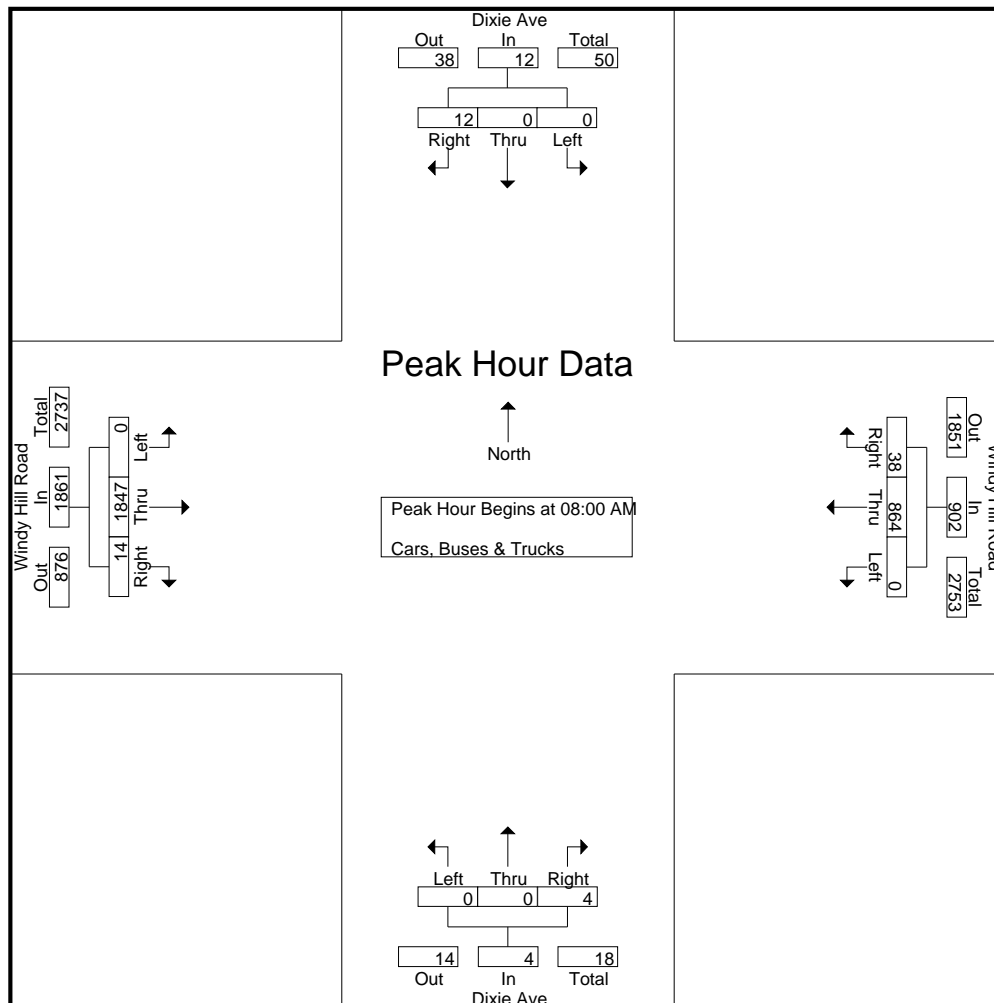 Dixie Ave
Out In Total
38 12 50
12 0 0
Right Thru Left
Peak Hour Data
North
Peak Hour Begins at 08:00 AM
Cars, Buses & Trucks
Windy Hill Road
Out In Total
876 1861 2737
14 1847 0
Right Thru Left
Windy Hill Road
Out In Total
1851 902 2753
38 864 0
Right Thru Left
Left Thru Right
0 0 4
14 4 18
Out In Total
Dixie Ave